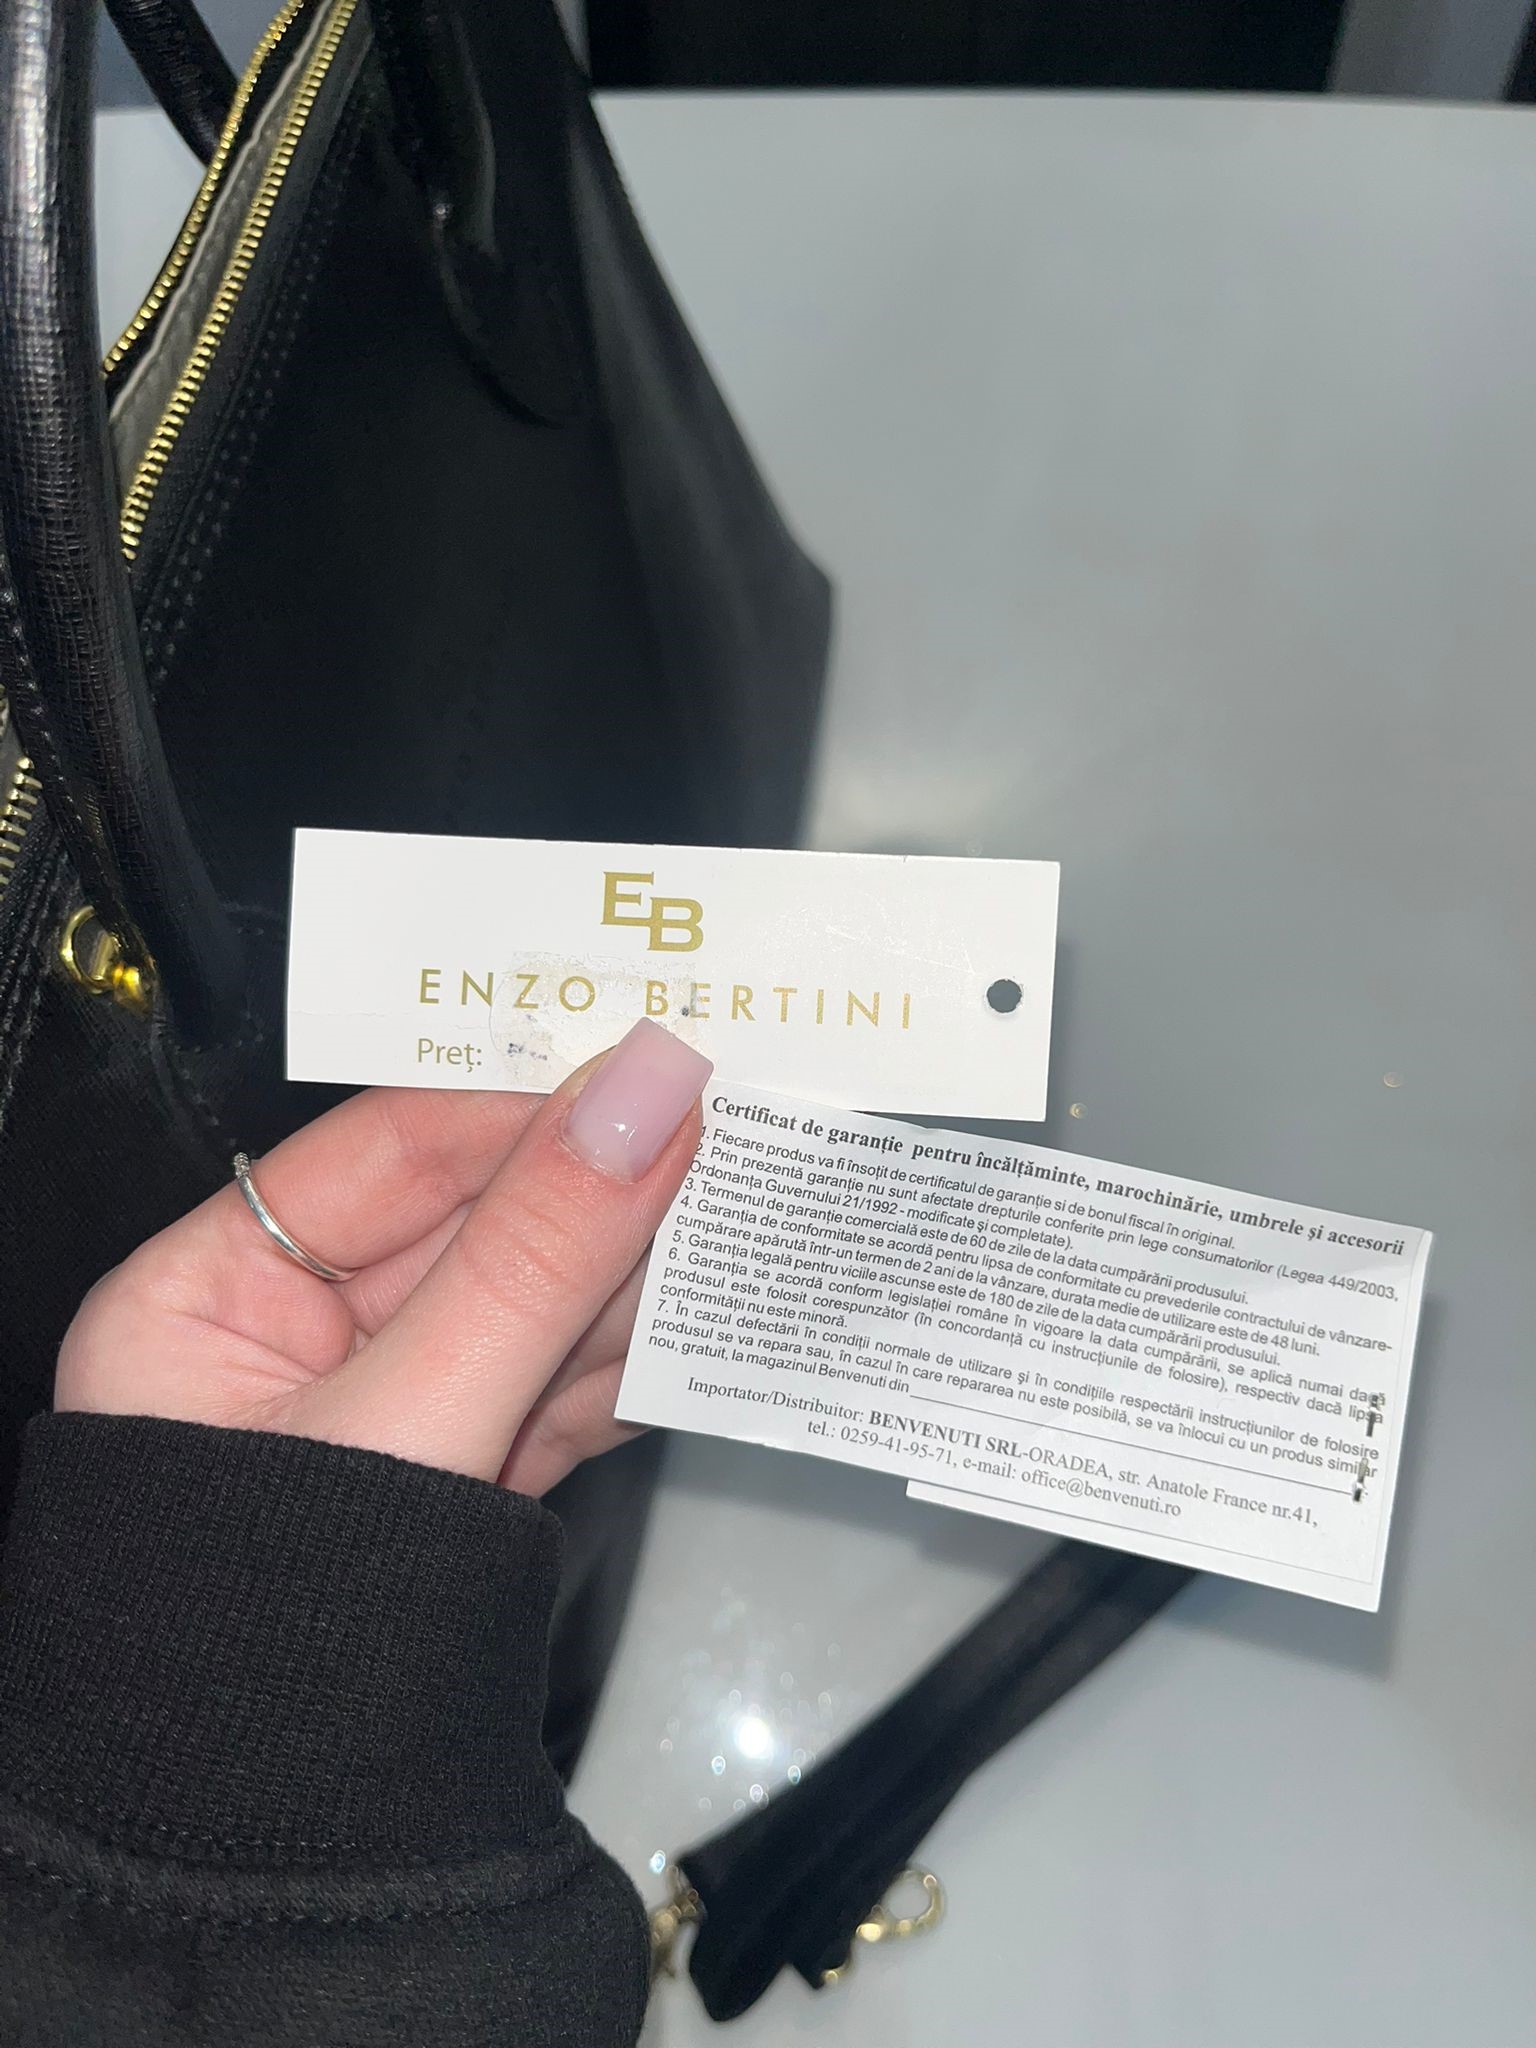 EB
ENZO BERTINI
Preț:
Certificat de garanție pentru încălțăminte, marochinărie, umbrele și accesorii
1. Fiecare produs va fi însoțit de certificatul de garanție si de bonul fiscal în original.
2. Prin prezentă garanție nu sunt afectate drepturile conferite prin lege consumatorilor (Legea 449/2003,
Ordonanța Guvernului 21/1992 - modificate și completate).
3. Termenul de garanție comercială este de 60 de zile de la data cumpărării produsului.
4. Garanția de conformitate se acordă pentru lipsa de conformitate cu prevederile contractului de vânzare-
cumpărare apărută într-un termen de 2 ani de la vânzare, durata medie de utilizare este de 48 luni.
5. Garanția legală pentru viciile ascunse este de 180 de zile de la data cumpărării produsului.
6. Garanția se acordă conform legislației române în vigoare la data cumpărării, se aplică numai dacă
produsul este folosit corespunzător (în concordanță cu instrucțiunile de folosire), respectiv dacă lipsa
conformității nu este minoră.
7. În cazul defectării în condiții normale de utilizare și în condițiile respectării instrucțiunilor de folosire
produsul se va repara sau, în cazul în care repararea nu este posibilă, se va înlocui cu un produs similar
nou, gratuit, la magazinul Benvenuti din
Importator/Distribuitor: BENVENUTI SRL-ORADEA, str. Anatole France nr.41,
tel.: 0259-41-95-71, e-mail: office@benvenuti.ro